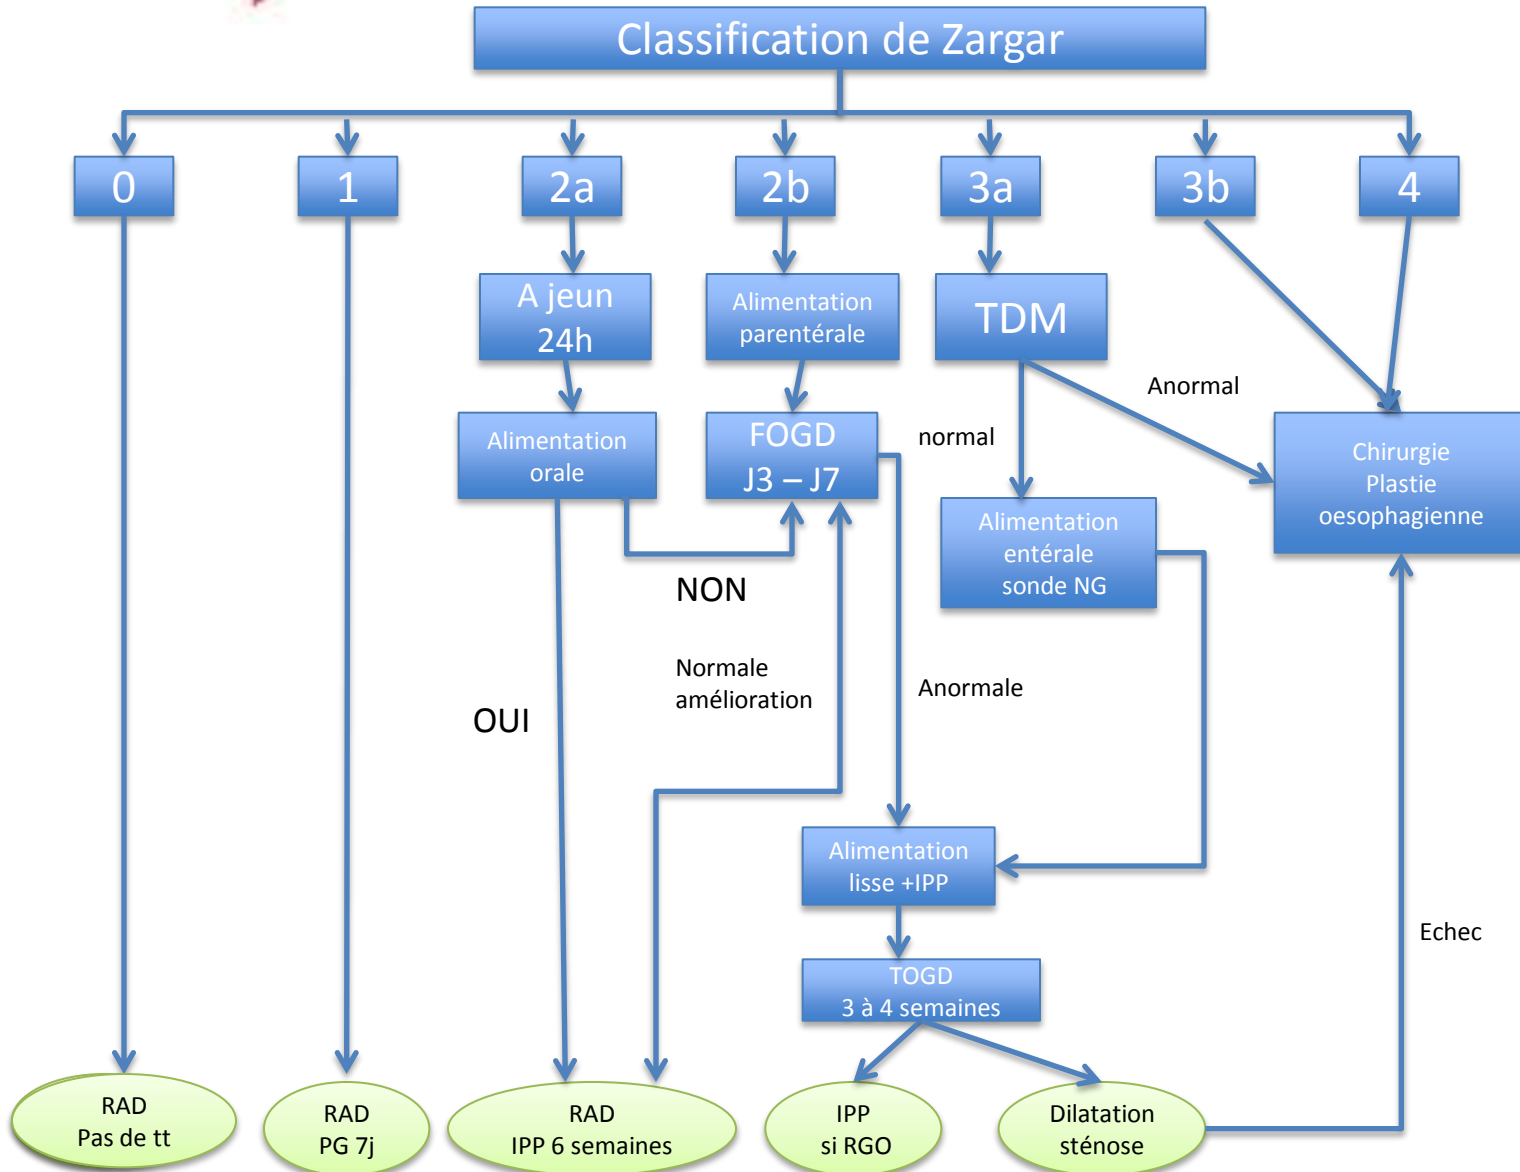 Classification de Zargar
0
1
2a
2b
3a
3b
4
A jeun
24h
Alimentation
parentérale
TDM
Anormal
normal
Alimentation
orale
FOGD
J3 – J7
Chirurgie
Plastie
oesophagienne
Alimentation
entérale
sonde NG
NON
Normale
amélioration
Anormale
OUI
Alimentation
lisse +IPP
Echec
TOGD
3 à 4 semaines
RAD
Pas de tt
RAD
PG 7j
RAD
IPP 6 semaines
IPP
si RGO
Dilatation
sténose